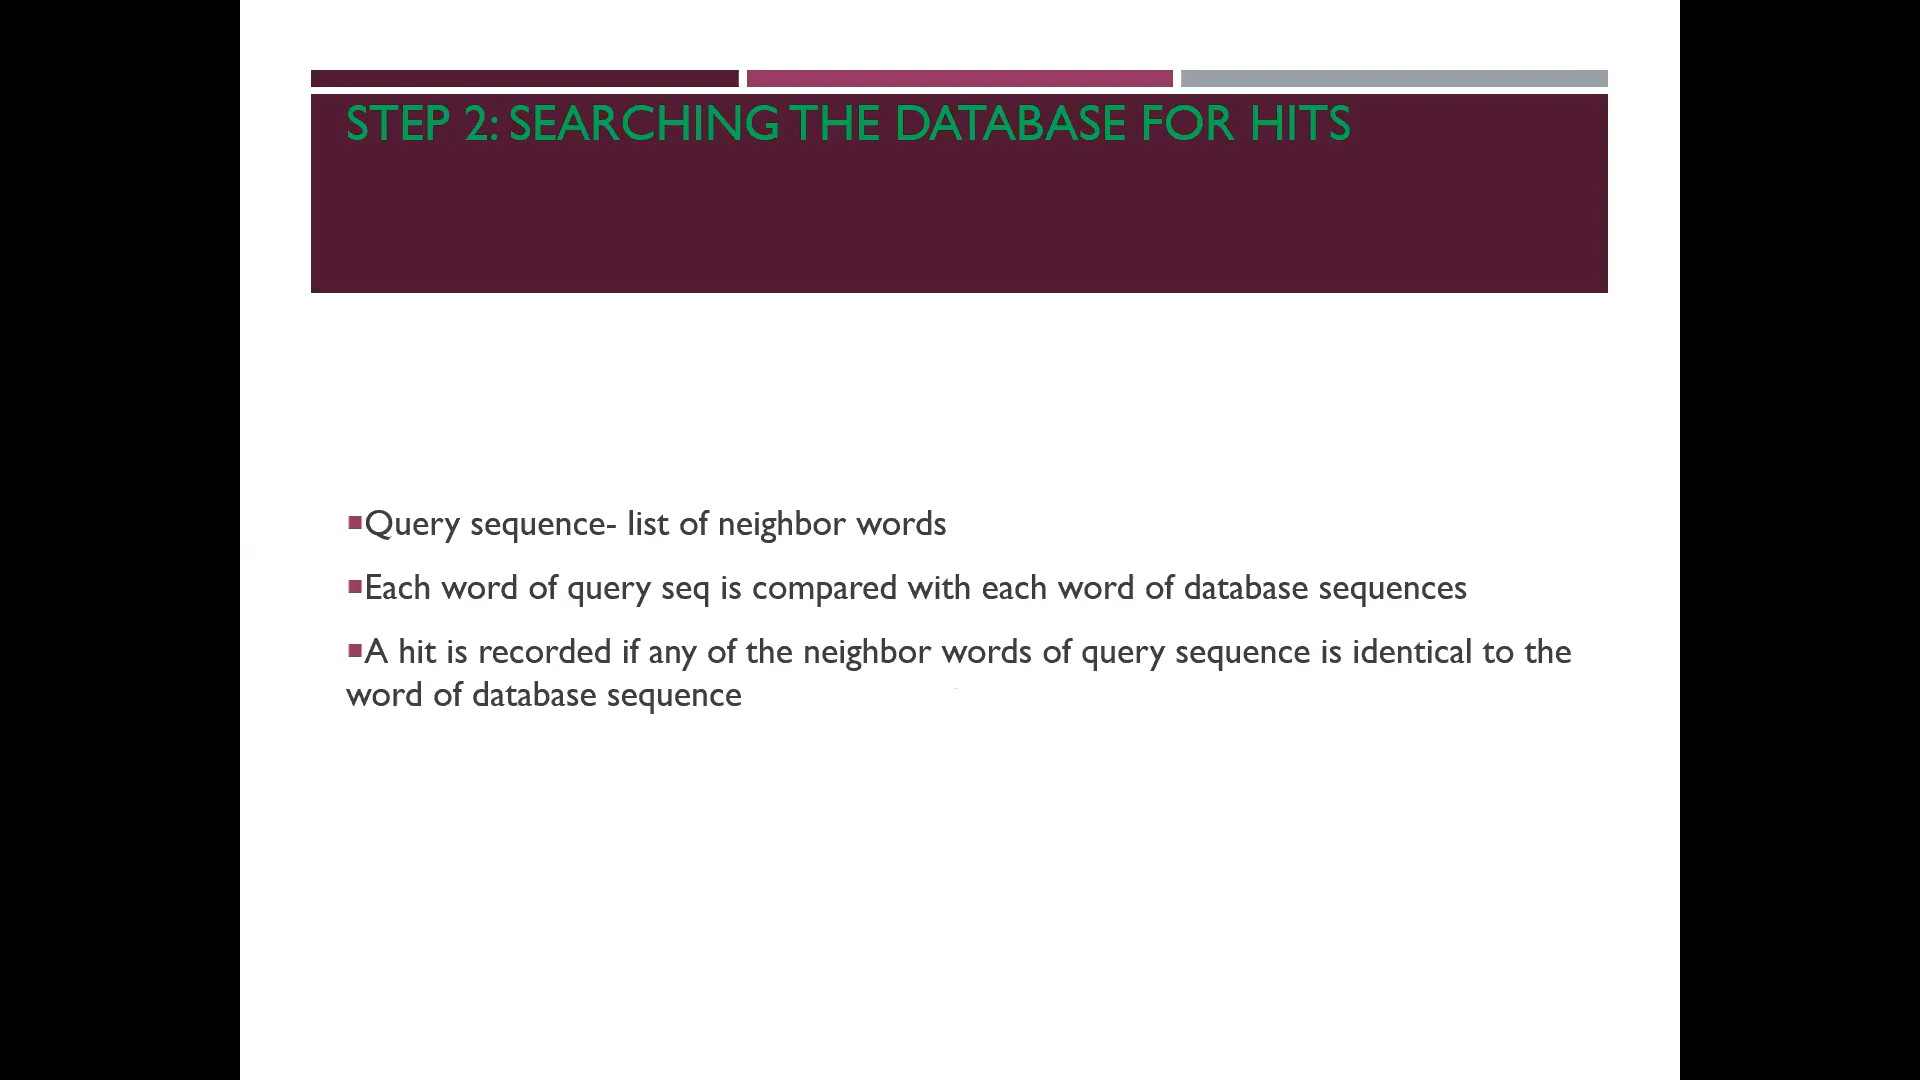 STEP 2: SEARCHING THE DATABASE FOR HITS
▪Query sequence- list of neighbor words
▪Each word of query seq is compared with each word of database sequences
▪A hit is recorded if any of the neighbor words of query sequence is identical to the
word of database sequence